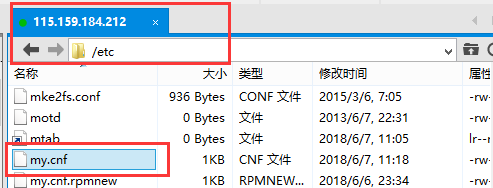 115.159.184.212 ×
/etc
名称 大小 类型 修改时间 属性
mke2fs.conf 936 Bytes CONF 文件 2015/3/6, 7:05 -rw-
motd 0 Bytes 文件 2013/6/7, 22:31 -rw-
mtab 0 Bytes 文件 2018/6/7, 11:05 lr--r
my.cnf 1KB CNF 文件 2018/6/7, 11:18 -rw-
my.cnf.rpmnew 1KB RPMNEW... 2018/6/6, 23:34 -rw-